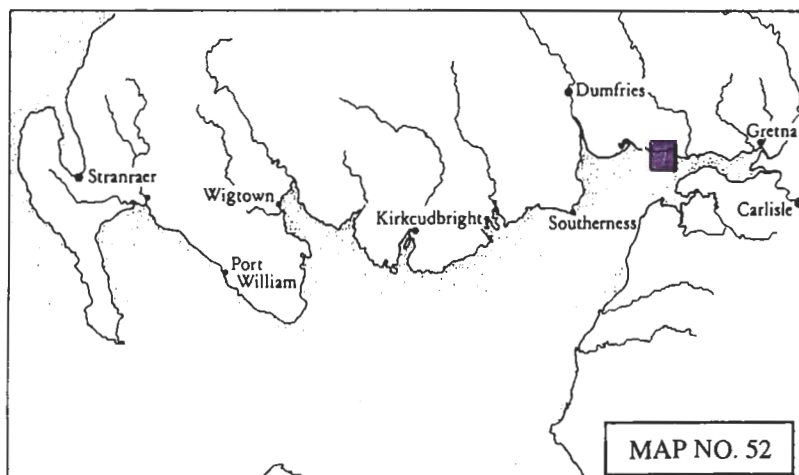 Dumfries
Gretna
Stranraer
Wigtown
Kirkcudbright
Southerness
Carlisle
Port
William
MAP NO. 52